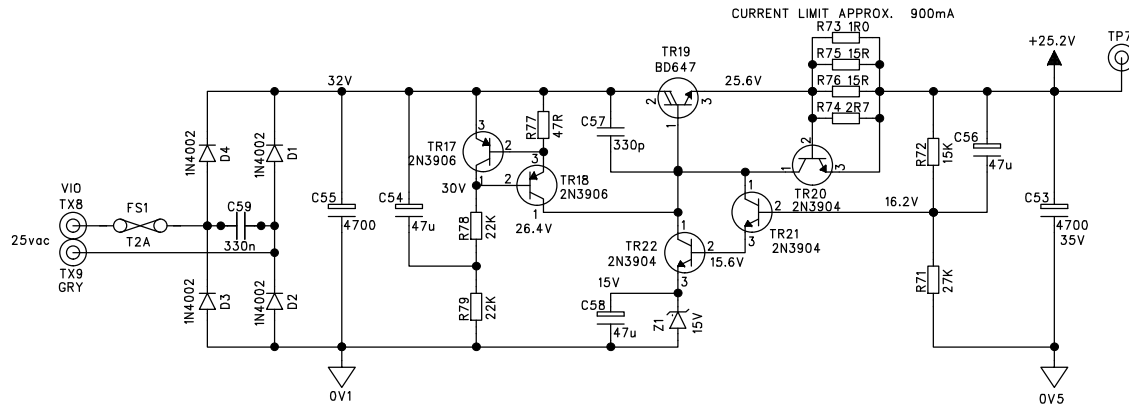 CURRENT LIMIT APPROX. 900mA
R73 1R0
TP7
TR19
BD647
R75 15R
+25.2V
32V
25.6V
R76 15R
R74 2R7
2
3
1
C57
330p
R77
47R
3
TR17
2N3906
2
1
30V
3
2
TR18
2N3906
1
26.4V
1
3
TR20
2N3904
R72
15K
C56
47u
16.2V
1N4002
D4
1N4002
D1
VIO
TX8
FS1
T2A
C59
330n
25vac
TX9
GRY
C55
4700
C54
47u
R78
22K
1
2
3
TR21
2N3904
TR22
2N3904
1
2
3
15.6V
C53
4700
35V
1N4002
D3
1N4002
D2
R79
22K
15V
C58
47u
Z1
15V
R71
27K
0V1
0V5